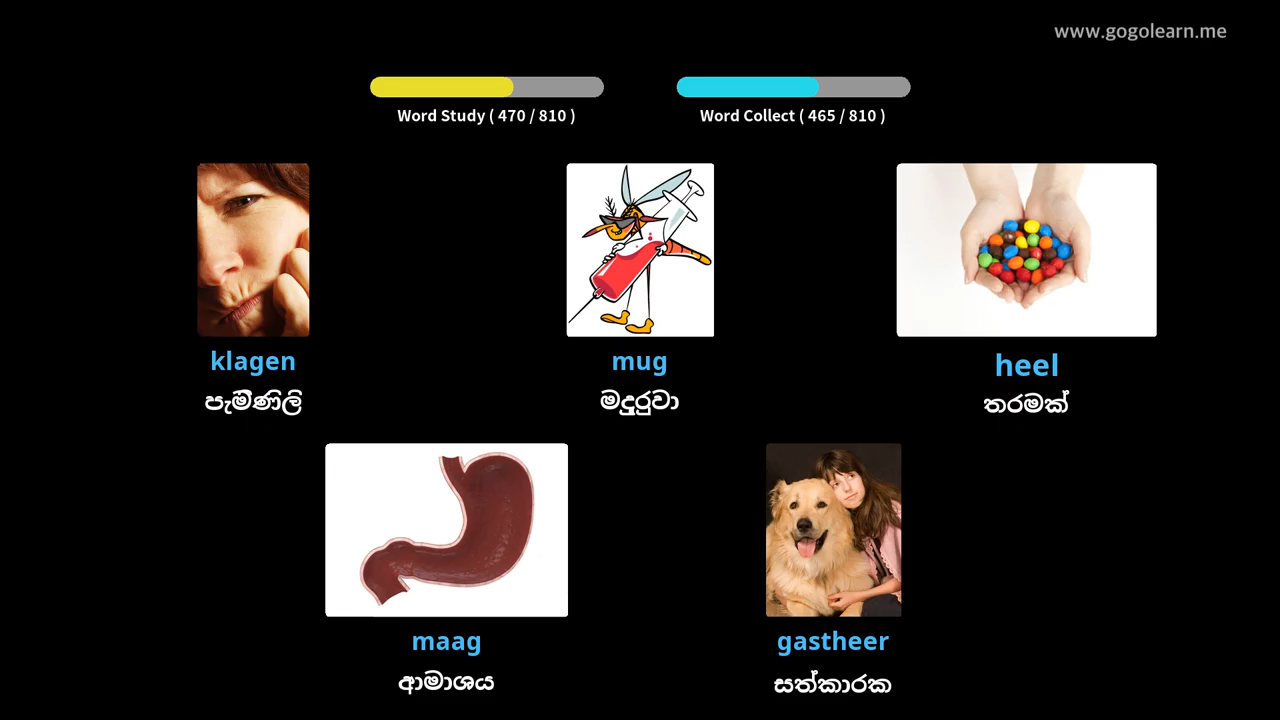 www.gogolearn.me
Word Study ( 470 / 810 )
Word Collect ( 465 / 810 )
klagen
පැමිණිලි
mug
මදුරුවා
heel
තරමක්
maag
ආමාශය
gastheer
සත්කාරක